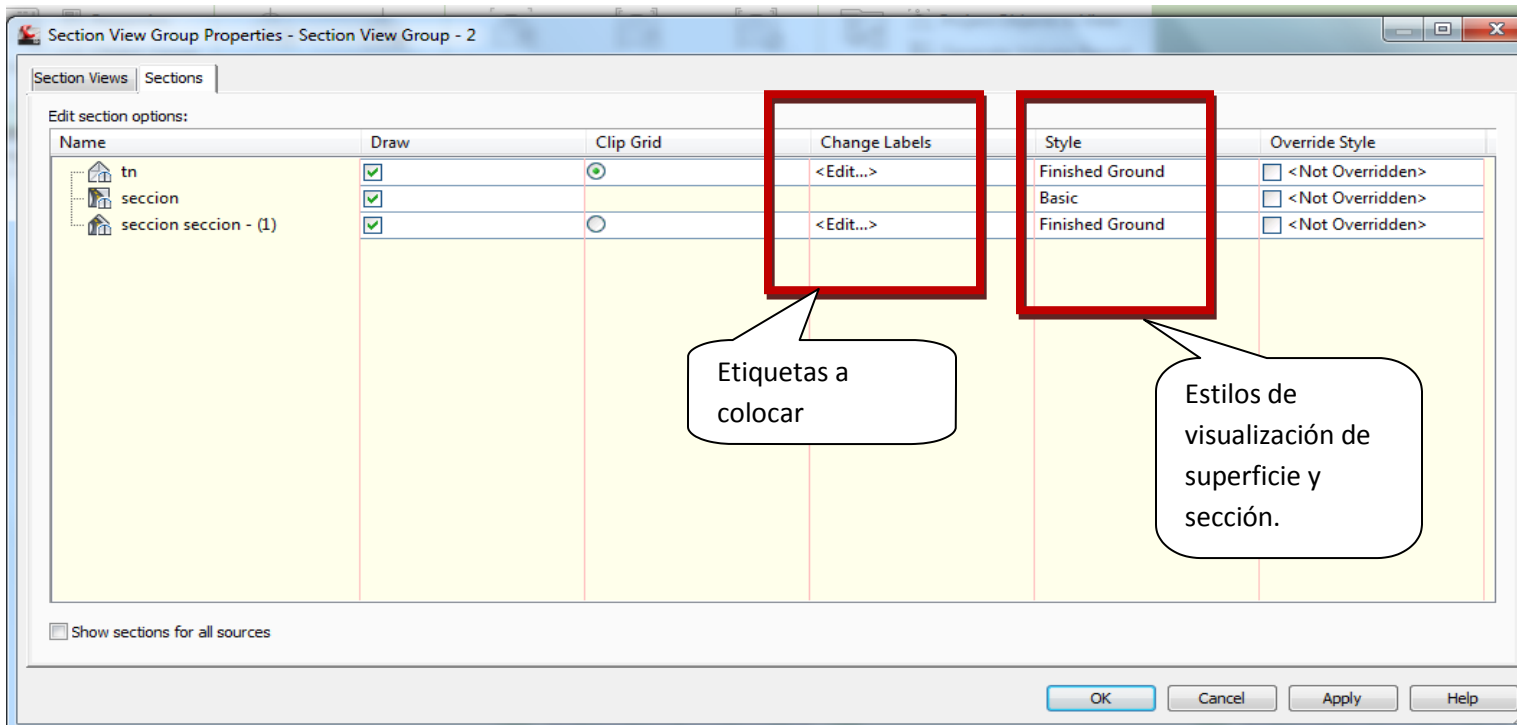 Section View Group Properties - Section View Group - 2
Section Views Sections
Edit section options:
Name Draw Clip Grid Change Labels Style Override Style
tn <Edit...> Finished Ground <Not Overridden>
seccion Basic <Not Overridden>
seccion seccion - (1) <Edit...> Finished Ground <Not Overridden>
Etiquetas a
colocar
Estilos de
visualización de
superficie y
sección.
Show sections for all sources
OK Cancel Apply Help